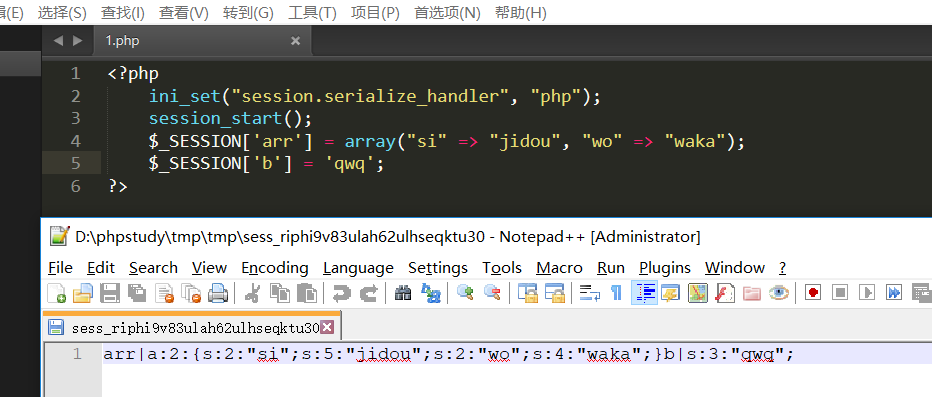 辑(E) 选择(S) 查找(I) 查看(V) 转到(G) 工具(T) 项目(P) 首选项(N) 帮助(H)
1.php
1 <?php
2 ini_set("session.serialize_handler", "php");
3 session_start();
4 $_SESSION['arr'] = array("si" => "jidou", "wo" => "waka");
5 $_SESSION['b'] = 'qwq';
6 ?>
D:\phpstudy\tmp\tmp\sess_riphi9v83ulah62ulhseqktu30 - Notepad++ [Administrator]
File Edit Search View Encoding Language Settings Tools Macro Run Plugins Window ?
sess_riphi9v83ulah62ulhseqktu30
1 arr|a:2:{s:2:"si";s:5:"jidou";s:2:"wo";s:4:"waka";}b|s:3:"qwq";